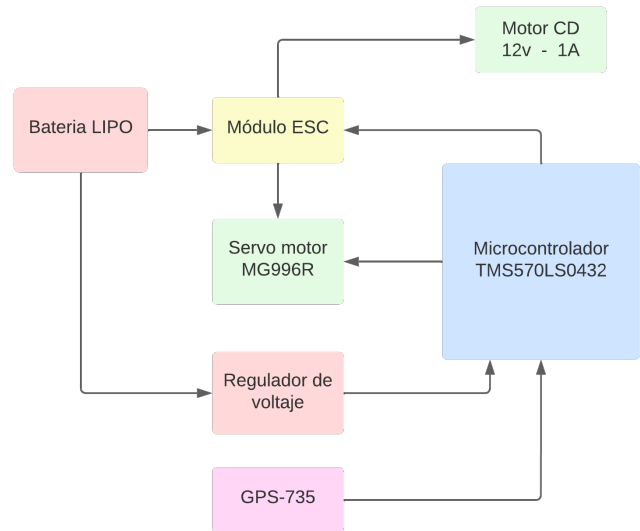 Motor CD
12v - 1A
Bateria LIPO
Módulo ESC
Servo motor
MG996R
Microcontrolador
TMS570LS0432
Regulador de
voltaje
GPS-735